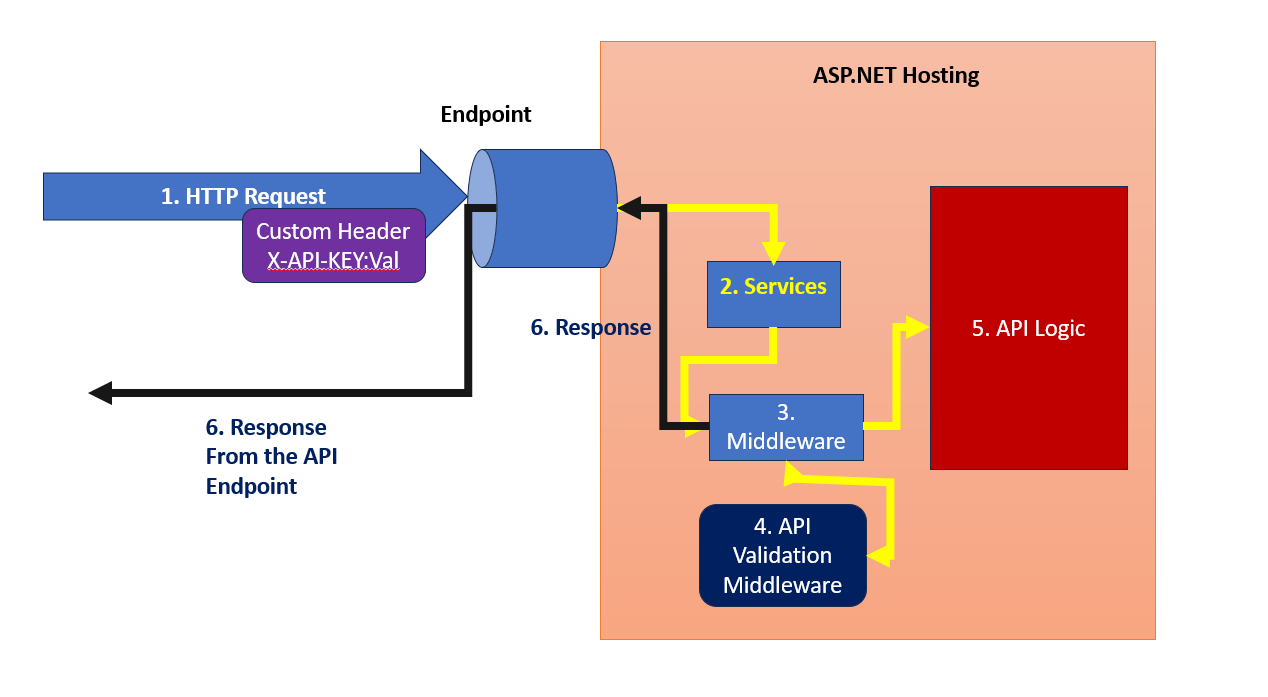 ASP.NET Hosting
Endpoint
1. HTTP Request
Custom Header
X-API-KEY:Val
2. Services
6. Response
5. API Logic
3.
Middleware
6. Response
From the API
Endpoint
4. API
Validation
Middleware